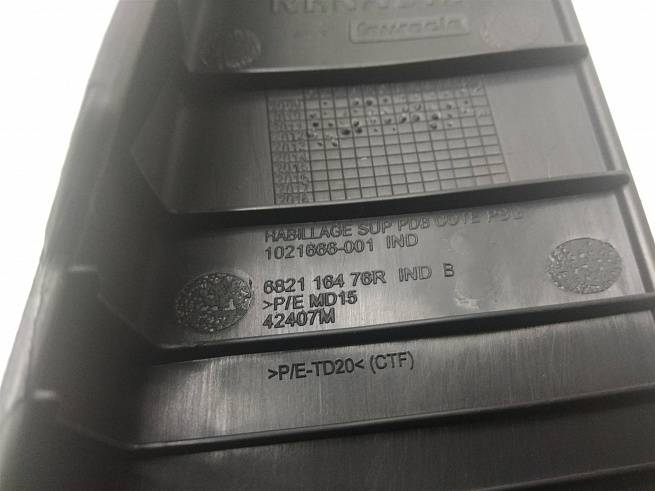 faurecia
HABILLAGE SUP PDB COTE
1021666-001 IND
6821 164 76R IND B
>P/E MD15
42407M
>P/E-TD20< (CTF)